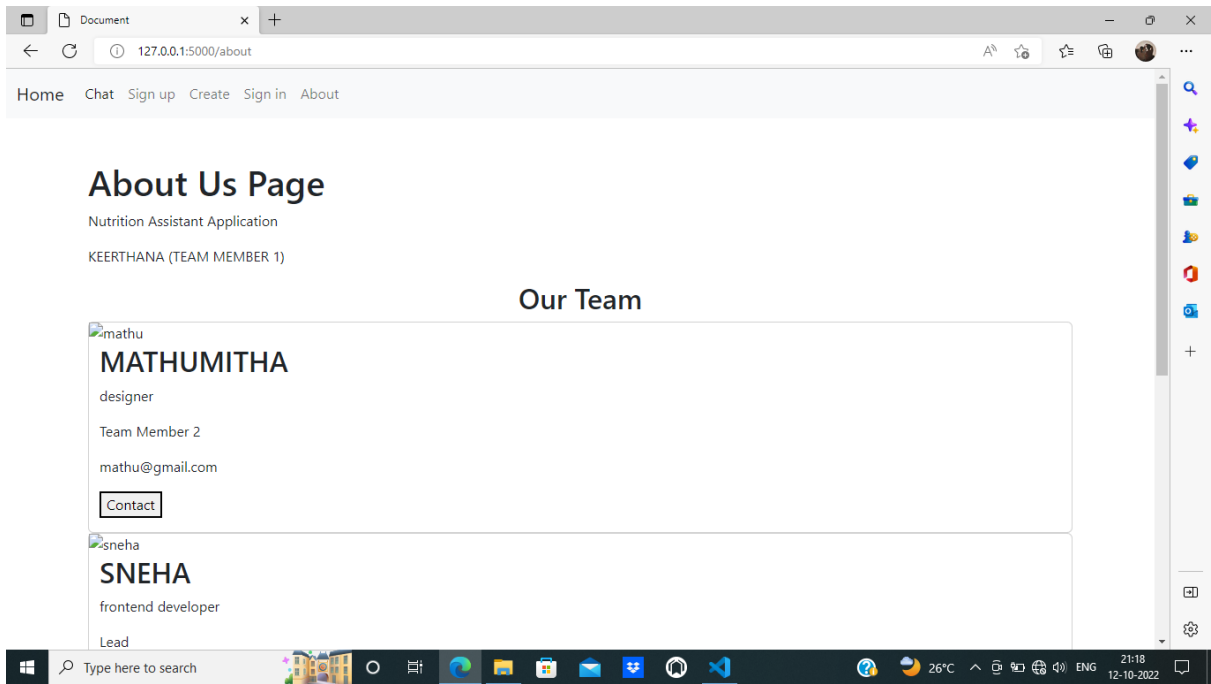 Document
127.0.0.1:5000/about
Home Chat Sign up Create Sign in About
About Us Page
Nutrition Assistant Application
KEERTHANA (TEAM MEMBER 1)
Our Team
mathu
MATHUMITHA
designer
Team Member 2
mathu@gmail.com
Contact
sneha
SNEHA
frontend developer
Lead
Type here to search
26°C
ENG
21:18
12-10-2022